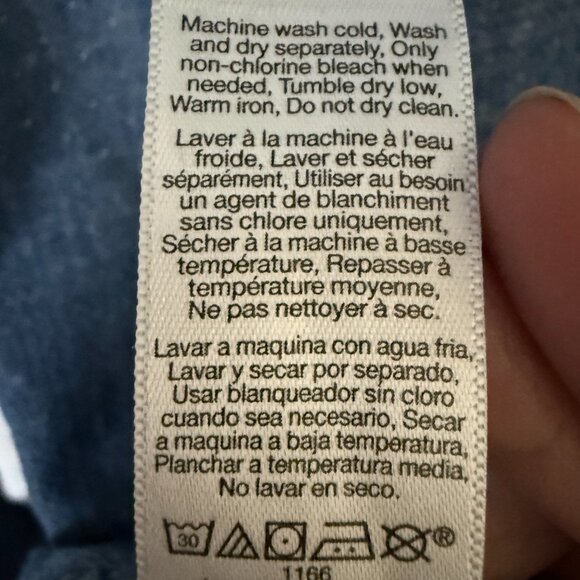 Machine wash cold, Wash
and dry separately, Only
non-chlorine bleach when
needed, Tumble dry low,
Warm iron, Do not dry clean.
Laver à la machine à l'eau
froide, Laver et sécher
séparément, Utiliser au besoin
un agent de blanchiment
sans chlore uniquement,
Sécher à la machine à basse
température, Repasser à
température moyenne,
Ne pas nettoyer à sec.
Lavar a maquina con agua fria,
Lavar y secar por separado,
Usar blanqueador sin cloro
cuando sea necesario, Secar
a maquina a baja temperatura,
Planchar a temperatura media,
No lavar en seco.
30 ®
1166